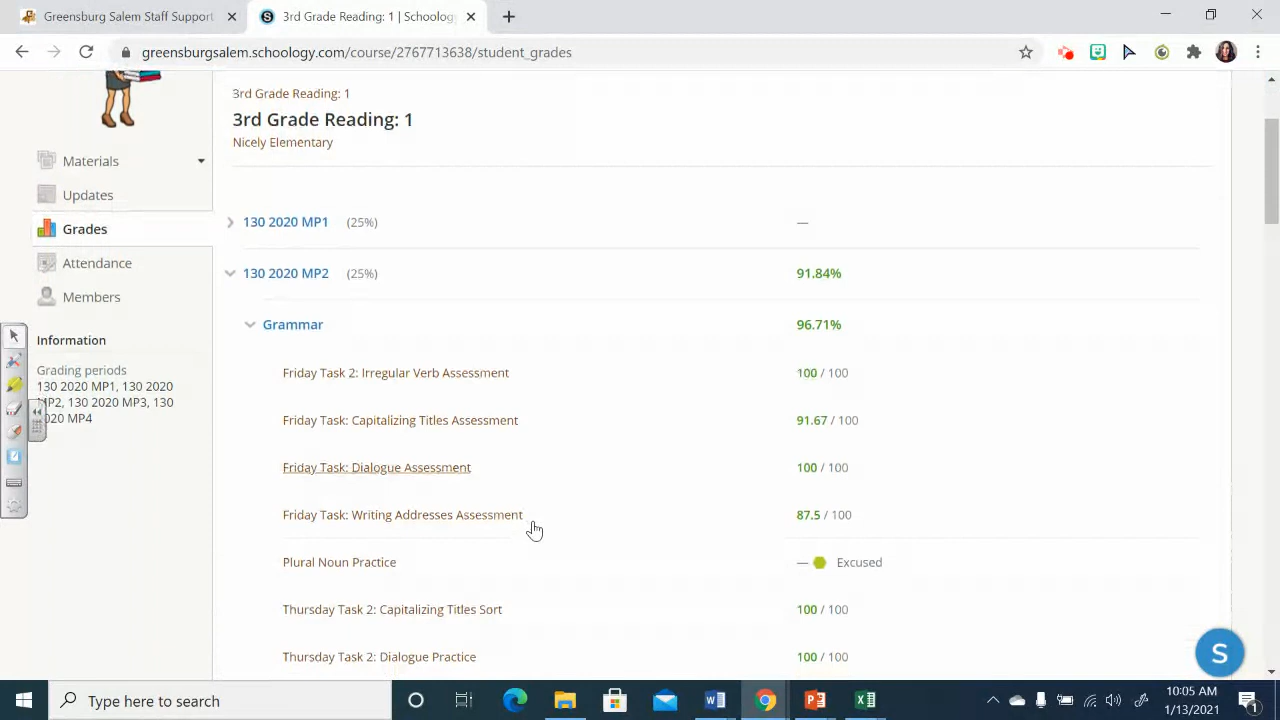 Greensburg Salem Staff Support
3rd Grade Reading: 1 | Schoolog
greensburgsalem.schoology.com/course/2767713638/student_grades
3rd Grade Reading: 1
3rd Grade Reading: 1
Nicely Elementary
Materials
Updates
Grades
Attendance
Members
Information
Grading periods
130 2020 MP1, 130 2020
MP2, 130 2020 MP3, 130
2020 MP4
130 2020 MP1 (25%) —
130 2020 MP2 (25%) 91.84%
Grammar 96.71%
Friday Task 2: Irregular Verb Assessment 100 / 100
Friday Task: Capitalizing Titles Assessment 91.67 / 100
Friday Task: Dialogue Assessment 100 / 100
Friday Task: Writing Addresses Assessment 87.5 / 100
Plural Noun Practice — Excused
Thursday Task 2: Capitalizing Titles Sort 100 / 100
Thursday Task 2: Dialogue Practice 100 / 100
S
Type here to search
10:05 AM
1/13/2021
1